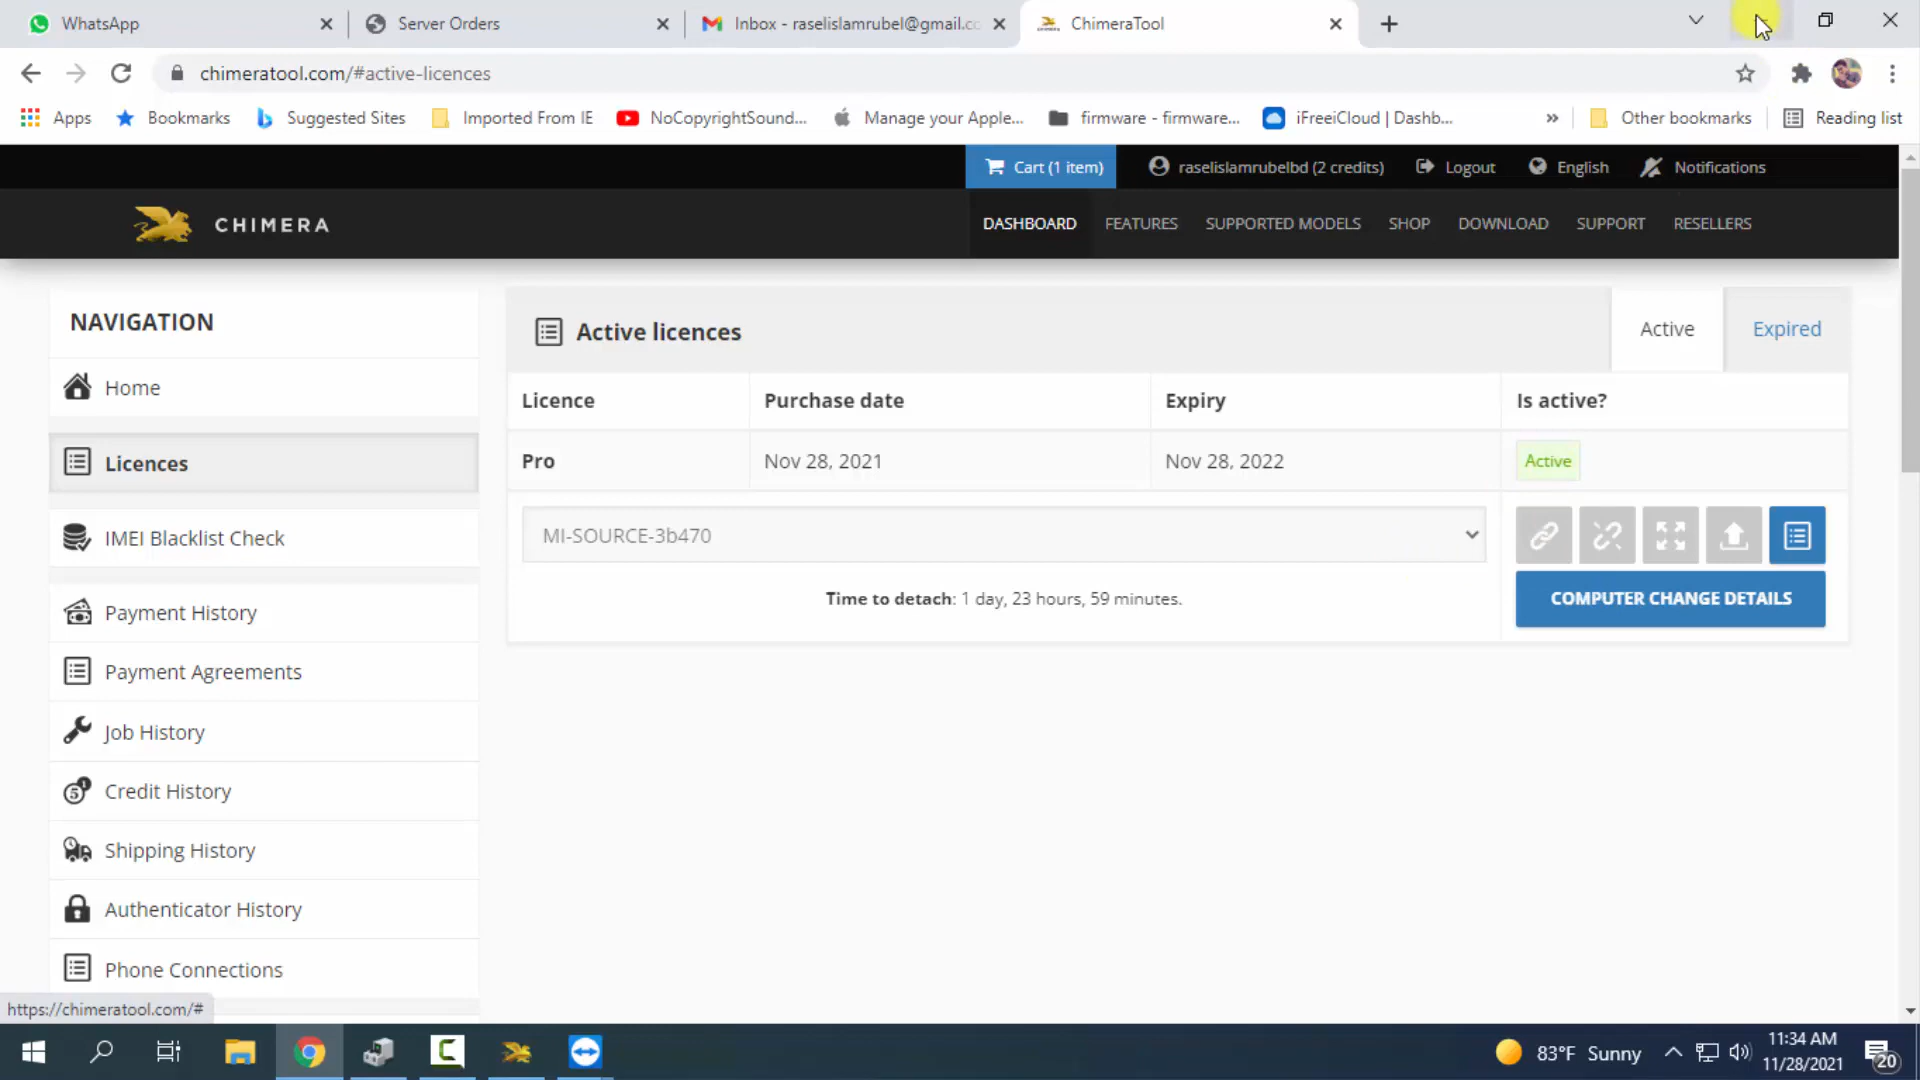 WhatsApp
Server Orders
Inbox - raselislamrubel@gmail.co
ChimeraTool
chimeratool.com/#active-licences
Apps
Bookmarks
Suggested Sites
Imported From IE
NoCopyrightSound...
Manage your Apple...
firmware - firmware...
iFreeiCloud | Dashb...
»
Other bookmarks
Reading list
Cart (1 item)
raselislamrubelbd (2 credits)
Logout
English
Notifications
CHIMERA
DASHBOARD
FEATURES
SUPPORTED MODELS
SHOP
DOWNLOAD
SUPPORT
RESELLERS
NAVIGATION
Home
Licences
IMEI Blacklist Check
Payment History
Payment Agreements
Job History
Credit History
Shipping History
Authenticator History
Phone Connections
Active licences
Active
Expired
Licence
Purchase date
Expiry
Is active?
Pro
Nov 28, 2021
Nov 28, 2022
Active
MI-SOURCE-3b470
Time to detach: 1 day, 23 hours, 59 minutes.
COMPUTER CHANGE DETAILS
https://chimeratool.com/#
83°F Sunny
11:34 AM
11/28/2021
20